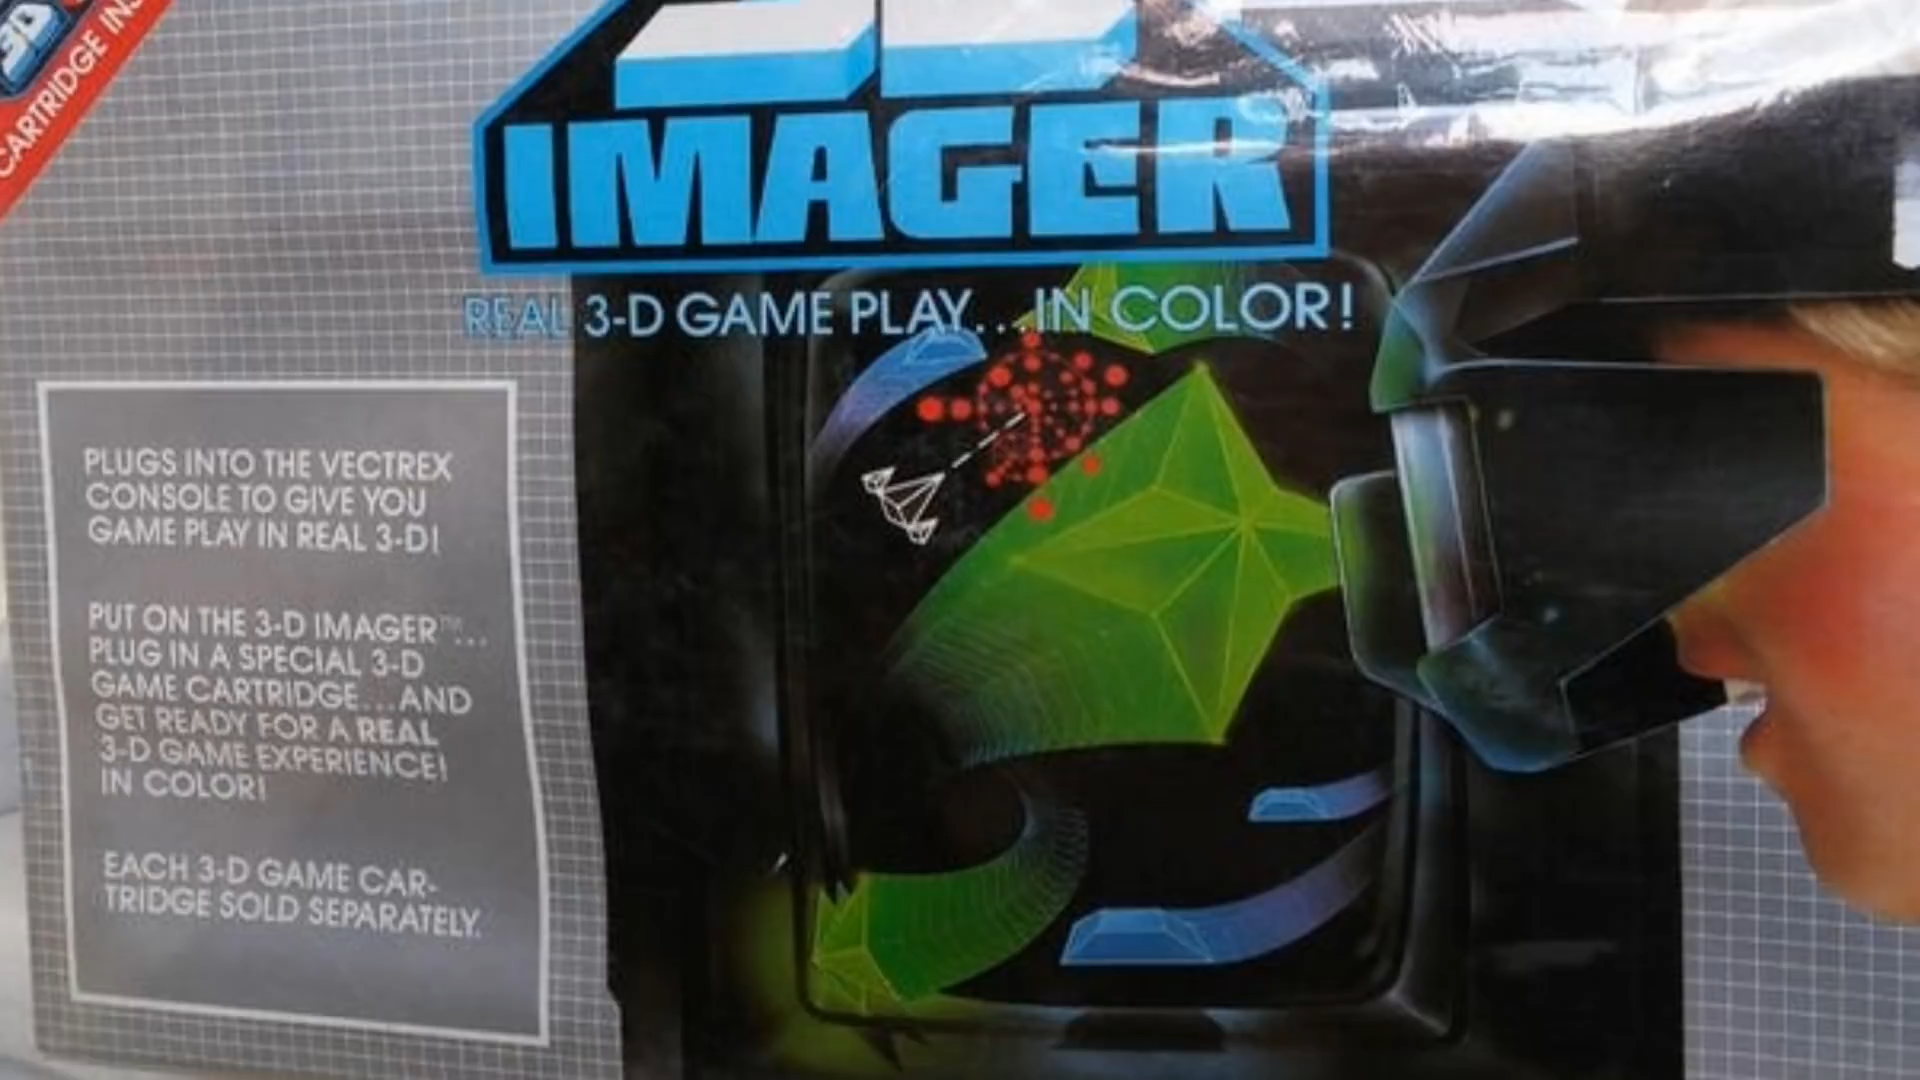 3D
CARTRIDGE IN
3D
IMAGER
REAL 3-D GAME PLAY...IN COLOR!
PLUGS INTO THE VECTREX
CONSOLE TO GIVE YOU
GAME PLAY IN REAL 3-D!
PUT ON THE 3-D IMAGER™...
PLUG IN A SPECIAL 3-D
GAME CARTRIDGE...AND
GET READY FOR A REAL
3-D GAME EXPERIENCE!
IN COLOR!
EACH 3-D GAME CAR-
TRIDGE SOLD SEPARATELY.